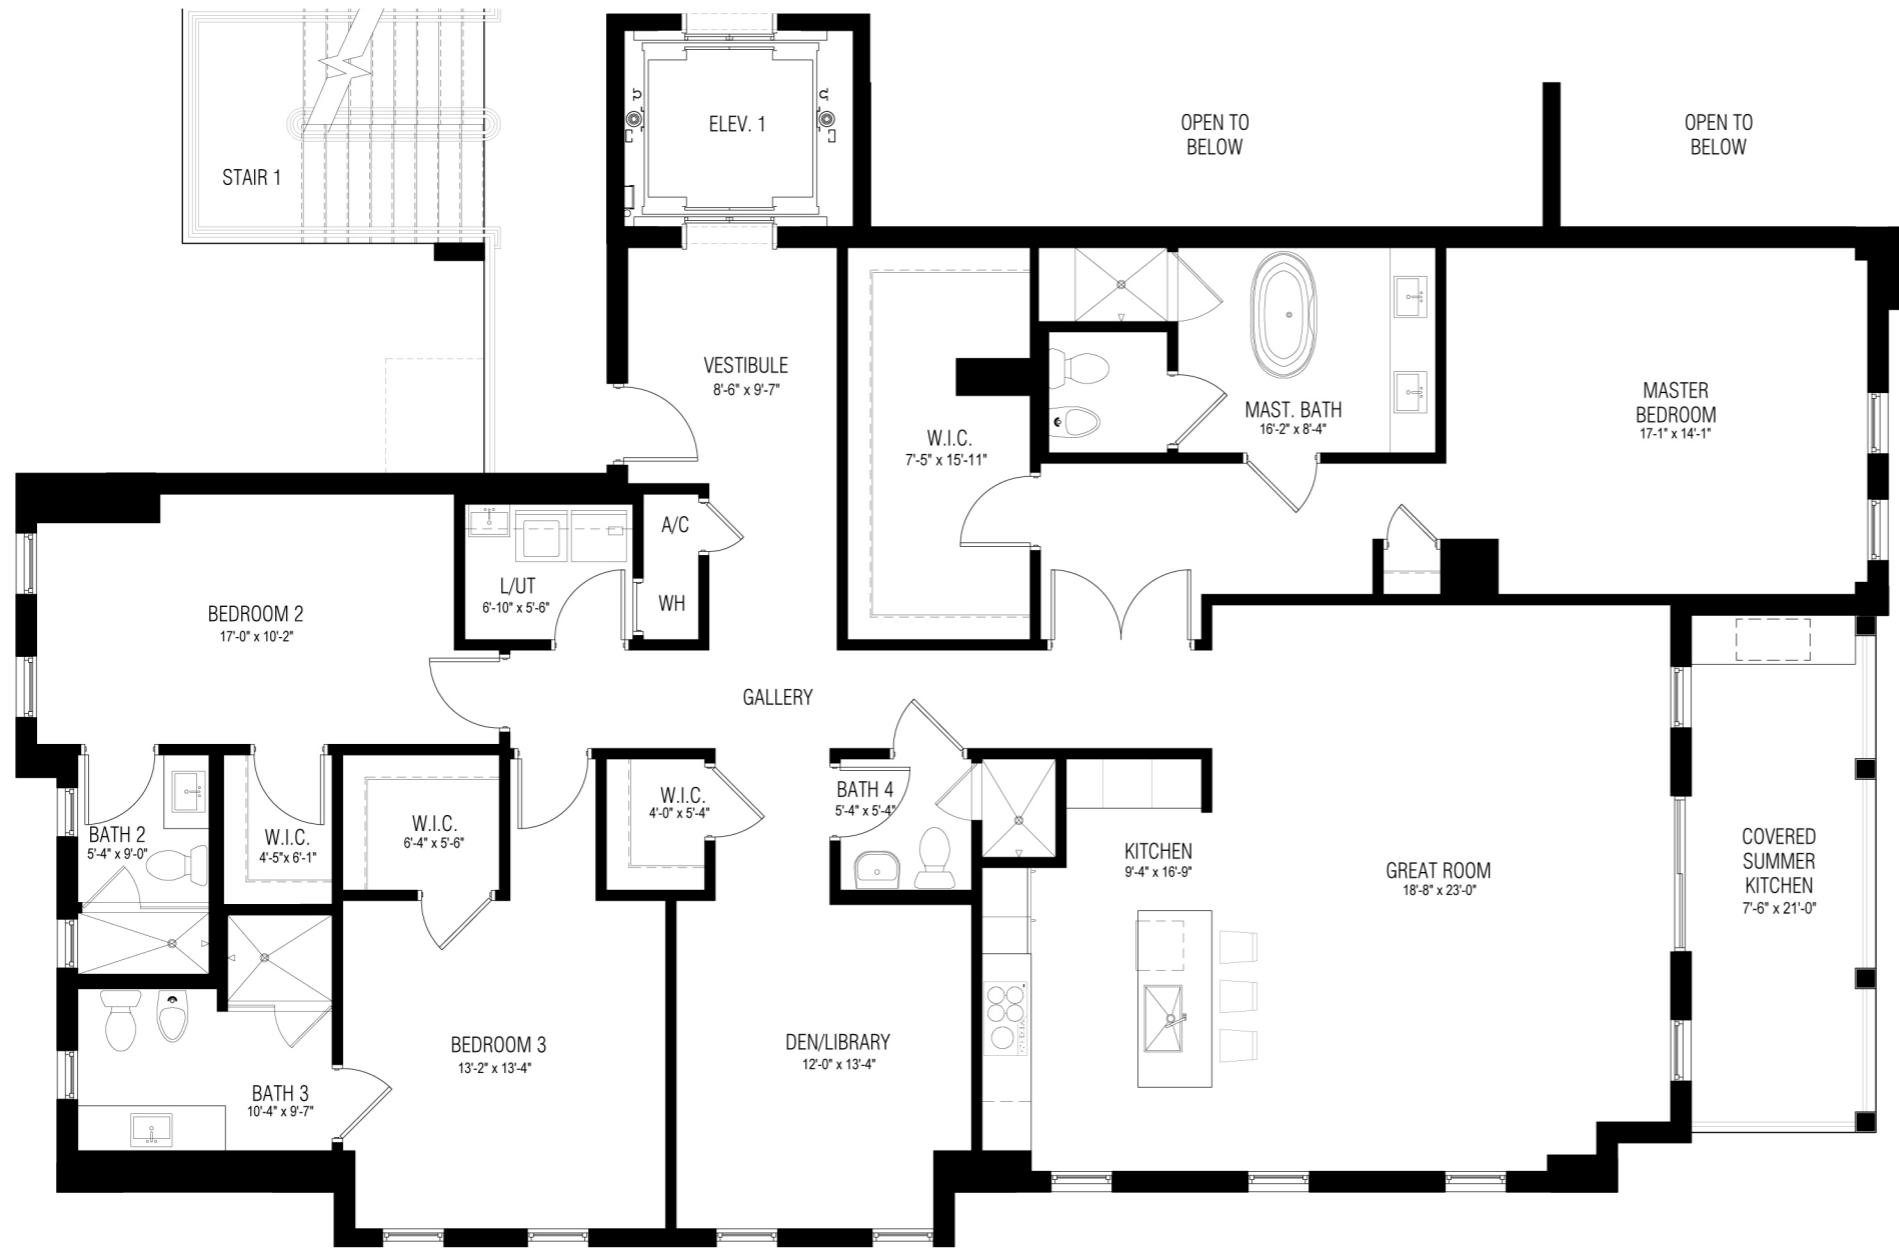 STAIR 1
ELEV. 1
OPEN TO
BELOW
OPEN TO
BELOW
VESTIBULE
8'-6" x 9'-7"
W.I.C.
7'-5" x 15'-11"
MAST. BATH
16'-2" x 8'-4"
MASTER
BEDROOM
17'-1" x 14'-1"
A/C
WH
L/UT
6'-10" x 5'-6"
BEDROOM 2
17'-0" x 10'-2"
GALLERY
BATH 2
5'-4" x 9'-0"
W.I.C.
4'-5"x 6'-1"
W.I.C.
6'-4" x 5'-6"
W.I.C.
4'-0" x 5'-4"
BATH 4
5'-4" x 5'-4"
KITCHEN
9'-4" x 16'-9"
GREAT ROOM
18'-8" x 23'-0"
COVERED
SUMMER
KITCHEN
7'-6" x 21'-0"
BEDROOM 3
13'-2" x 13'-4"
DEN/LIBRARY
12'-0" x 13'-4"
BATH 3
10'-4" x 9'-7"